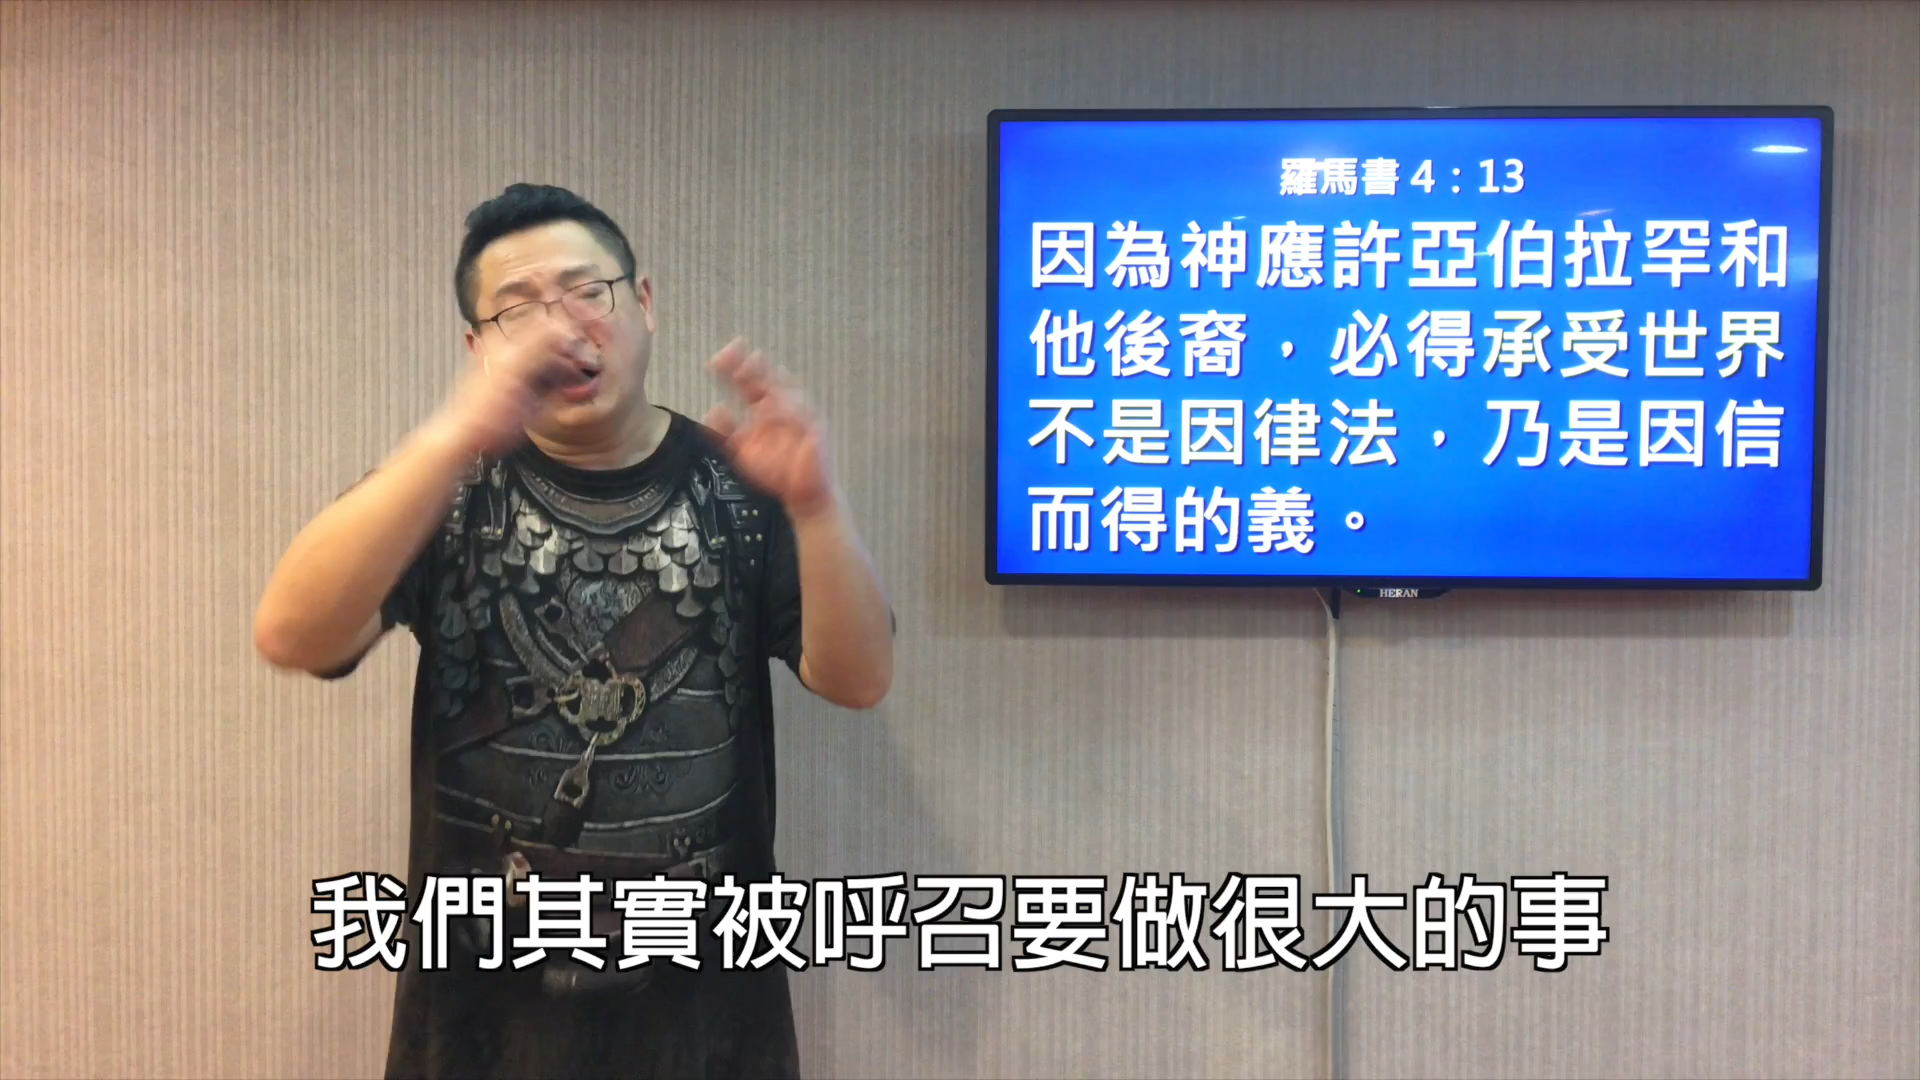 羅馬書 4：13
因為神應許亞伯拉罕和
他後裔，必得承受世界
不是因律法，乃是因信
而得的義。
HERAN
我們其實被呼召要做很大的事